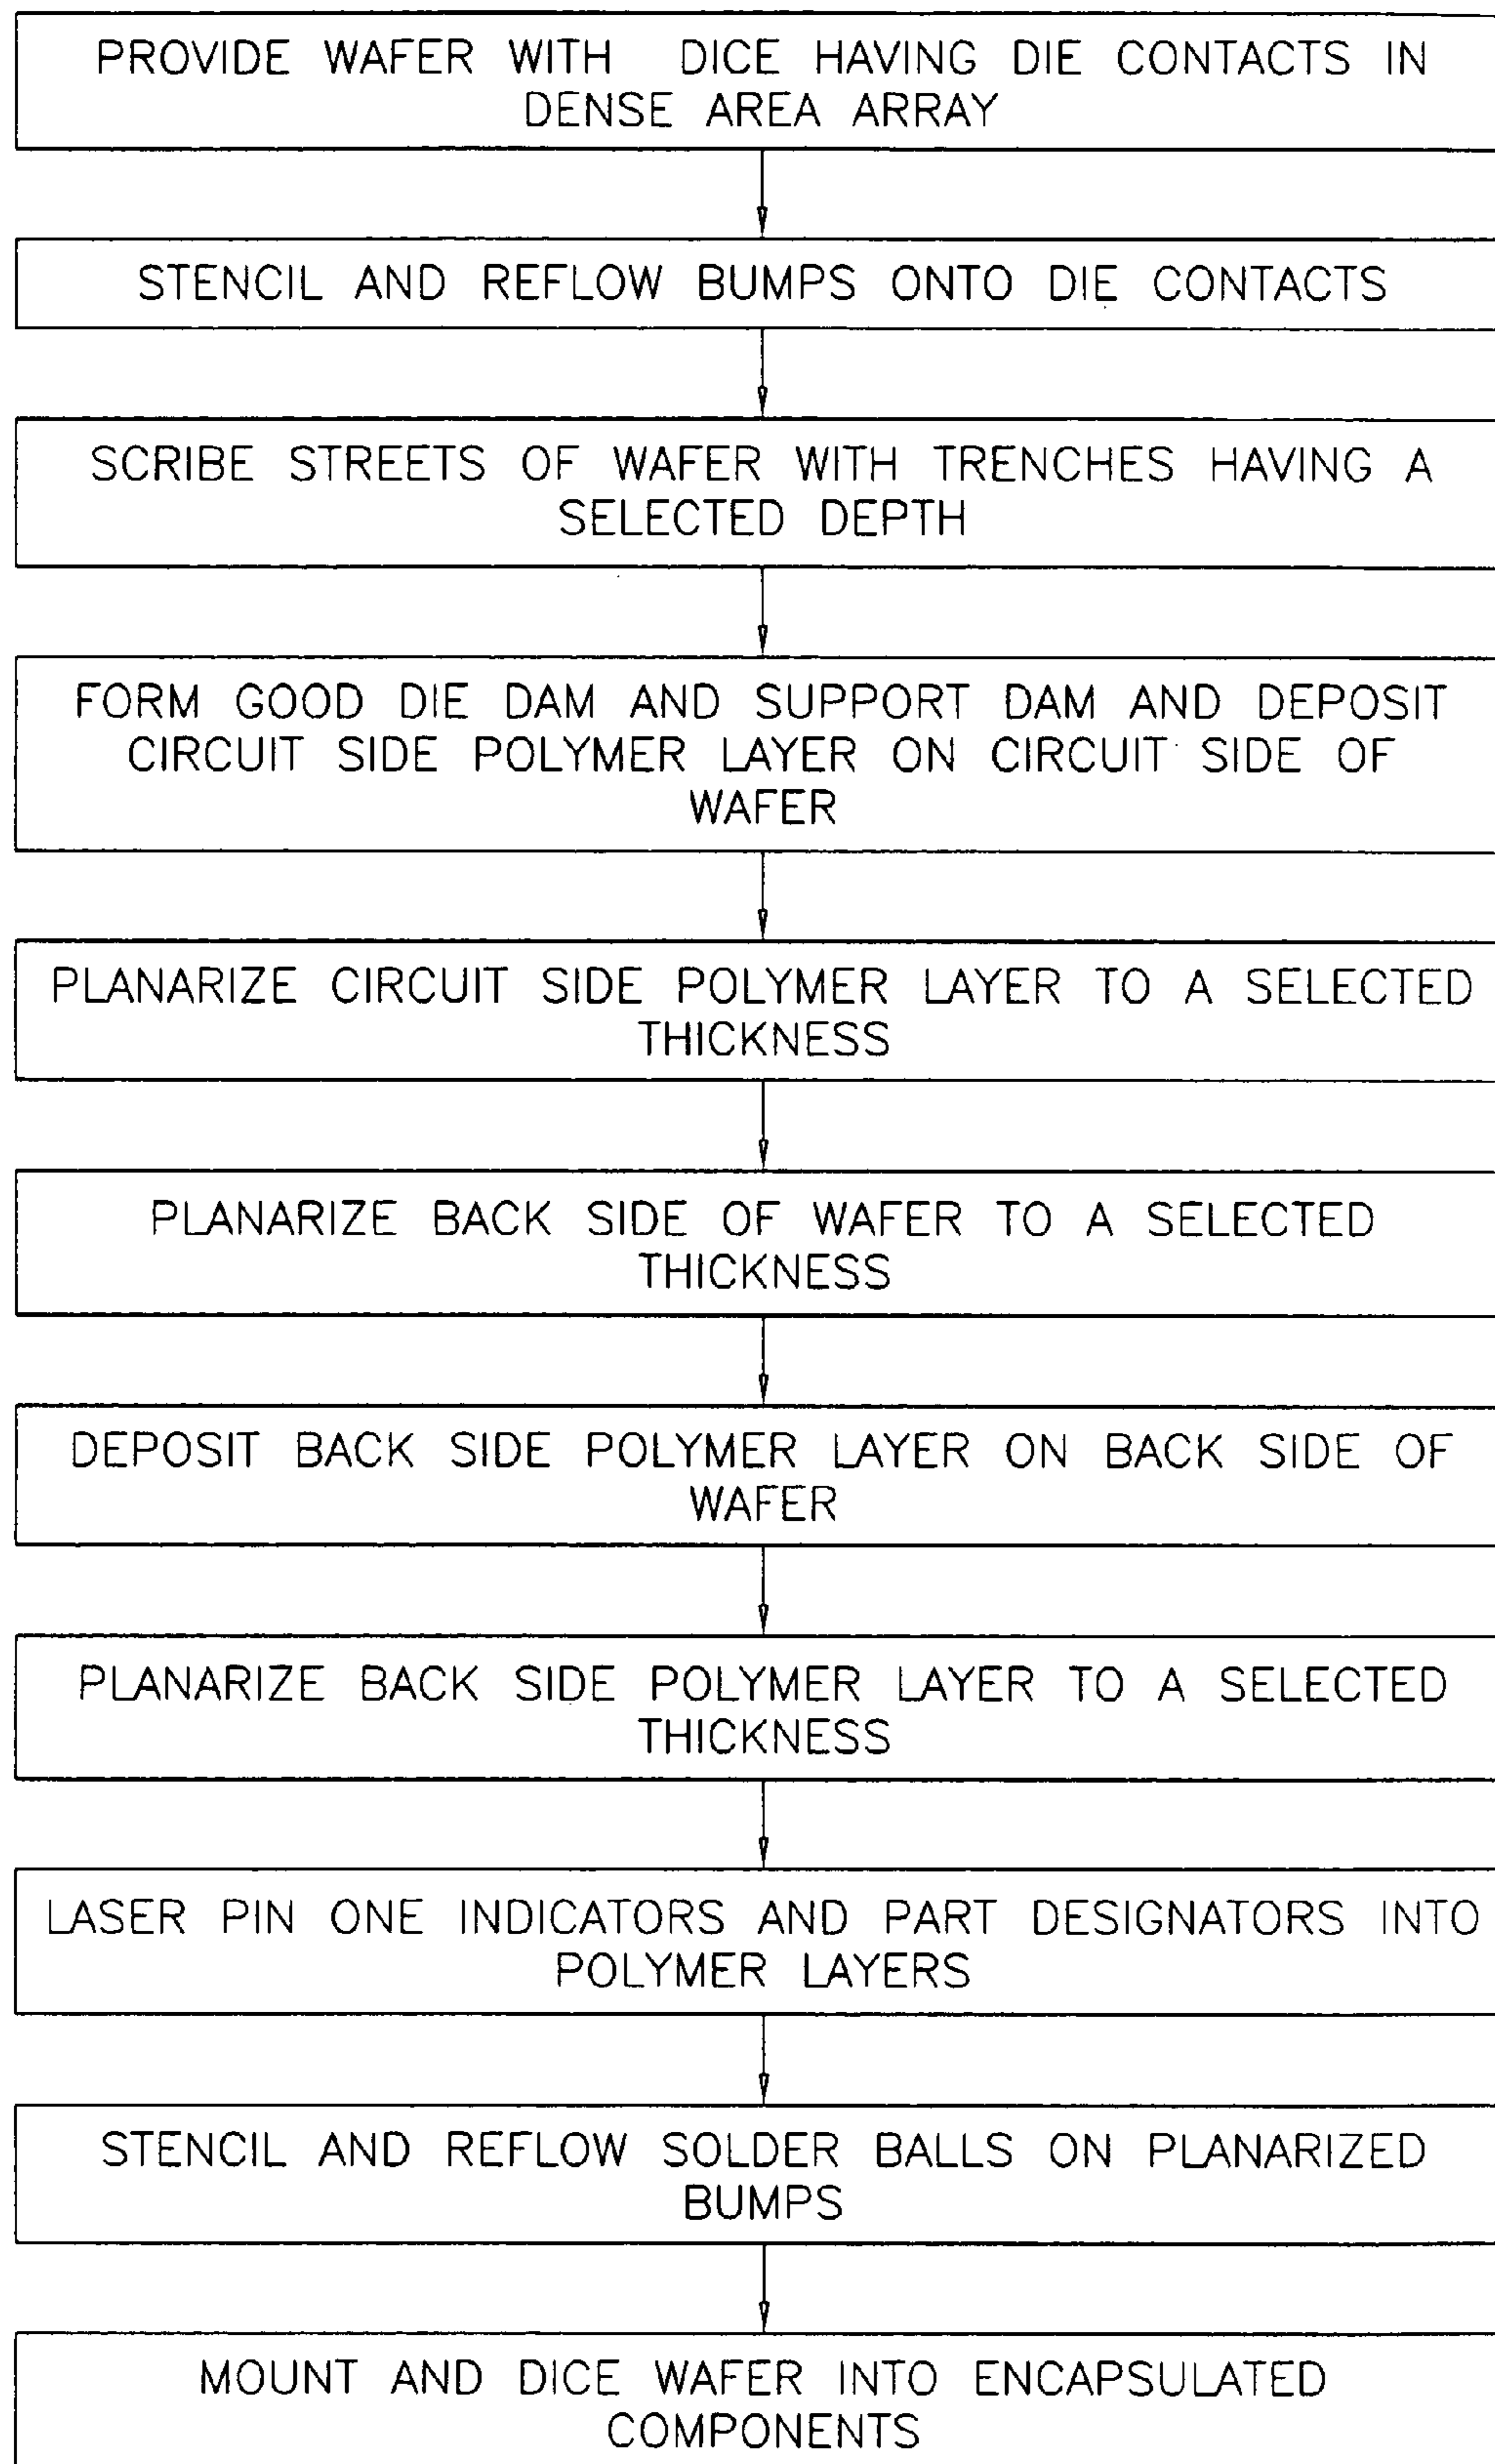 PROVIDE WAFER WITH DICE HAVING DIE CONTACTS IN
DENSE AREA ARRAY
STENCIL AND REFLOW BUMPS ONTO DIE CONTACTS
SCRIBE STREETS OF WAFER WITH TRENCHES HAVING A
SELECTED DEPTH
FORM GOOD DIE DAM AND SUPPORT DAM AND DEPOSIT
CIRCUIT SIDE POLYMER LAYER ON CIRCUIT SIDE OF
WAFER
PLANARIZE CIRCUIT SIDE POLYMER LAYER TO A SELECTED
THICKNESS
PLANARIZE BACK SIDE OF WAFER TO A SELECTED
THICKNESS
DEPOSIT BACK SIDE POLYMER LAYER ON BACK SIDE OF
WAFER
PLANARIZE BACK SIDE POLYMER LAYER TO A SELECTED
THICKNESS
LASER PIN ONE INDICATORS AND PART DESIGNATORS INTO
POLYMER LAYERS
STENCIL AND REFLOW SOLDER BALLS ON PLANARIZED
BUMPS
MOUNT AND DICE WAFER INTO ENCAPSULATED
COMPONENTS